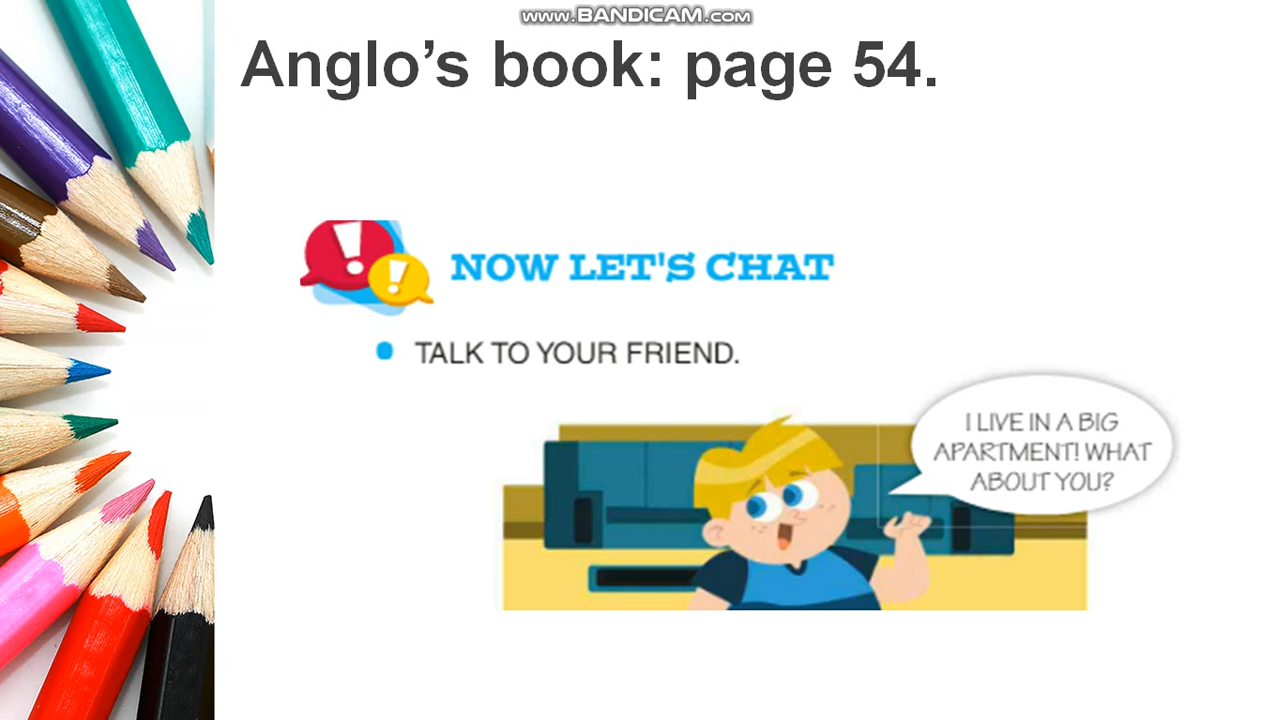 www.BANDICAM.com
Anglo’s book: page 54.
NOW LET'S CHAT
TALK TO YOUR FRIEND.
I LIVE IN A BIG
APARTMENT! WHAT
ABOUT YOU?